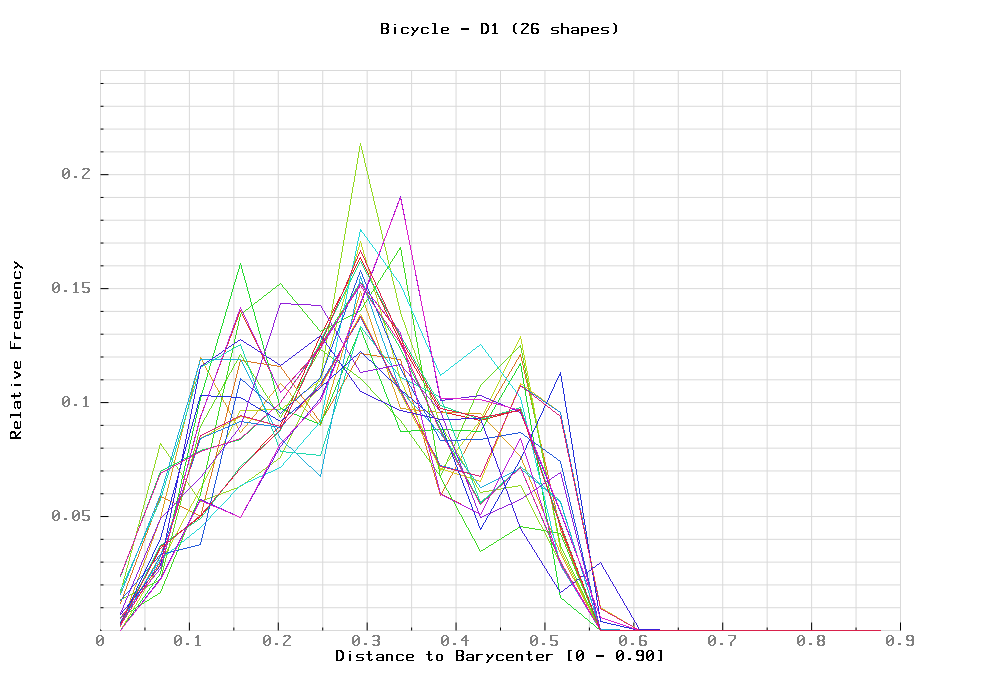 Bicycle - D1 (26 shapes)
Relative Frequency
0.2
0.15
0.1
0.05
0 0.1 0.2 0.3 0.4 0.5 0.6 0.7 0.8 0.9
Distance to Barycenter [0 - 0.90]